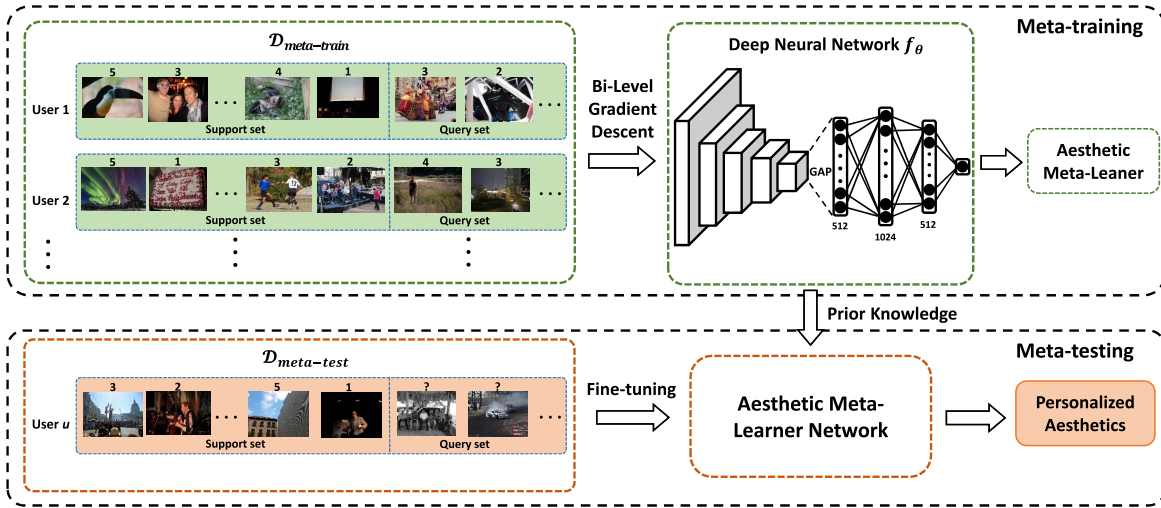 Meta-training
𝒟meta−train
Deep Neural Network fθ
5 3 4 1 3 2
User 1
. . .
. . .
Support set
Query set
Bi-Level
Gradient
Descent
5 1 3 2 4 3
User 2
. . .
. . .
Support set
Query set
GAP
512
1024
512
Aesthetic
Meta-Leaner
Prior Knowledge
Meta-testing
𝒟meta−test
3 2 5 1 ? ?
User u
. . .
. . .
Support set
Query set
Fine-tuning
Aesthetic Meta-
Learner Network
Personalized
Aesthetics